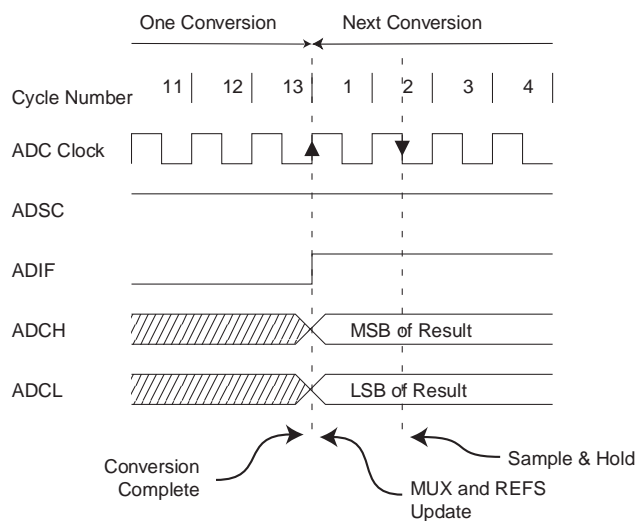 One Conversion Next Conversion
Cycle Number 11 12 13 1 2 3 4
ADC Clock
ADSC
ADIF
ADCH MSB of Result
ADCL LSB of Result
Sample & Hold
Conversion
Complete
MUX and REFS
Update